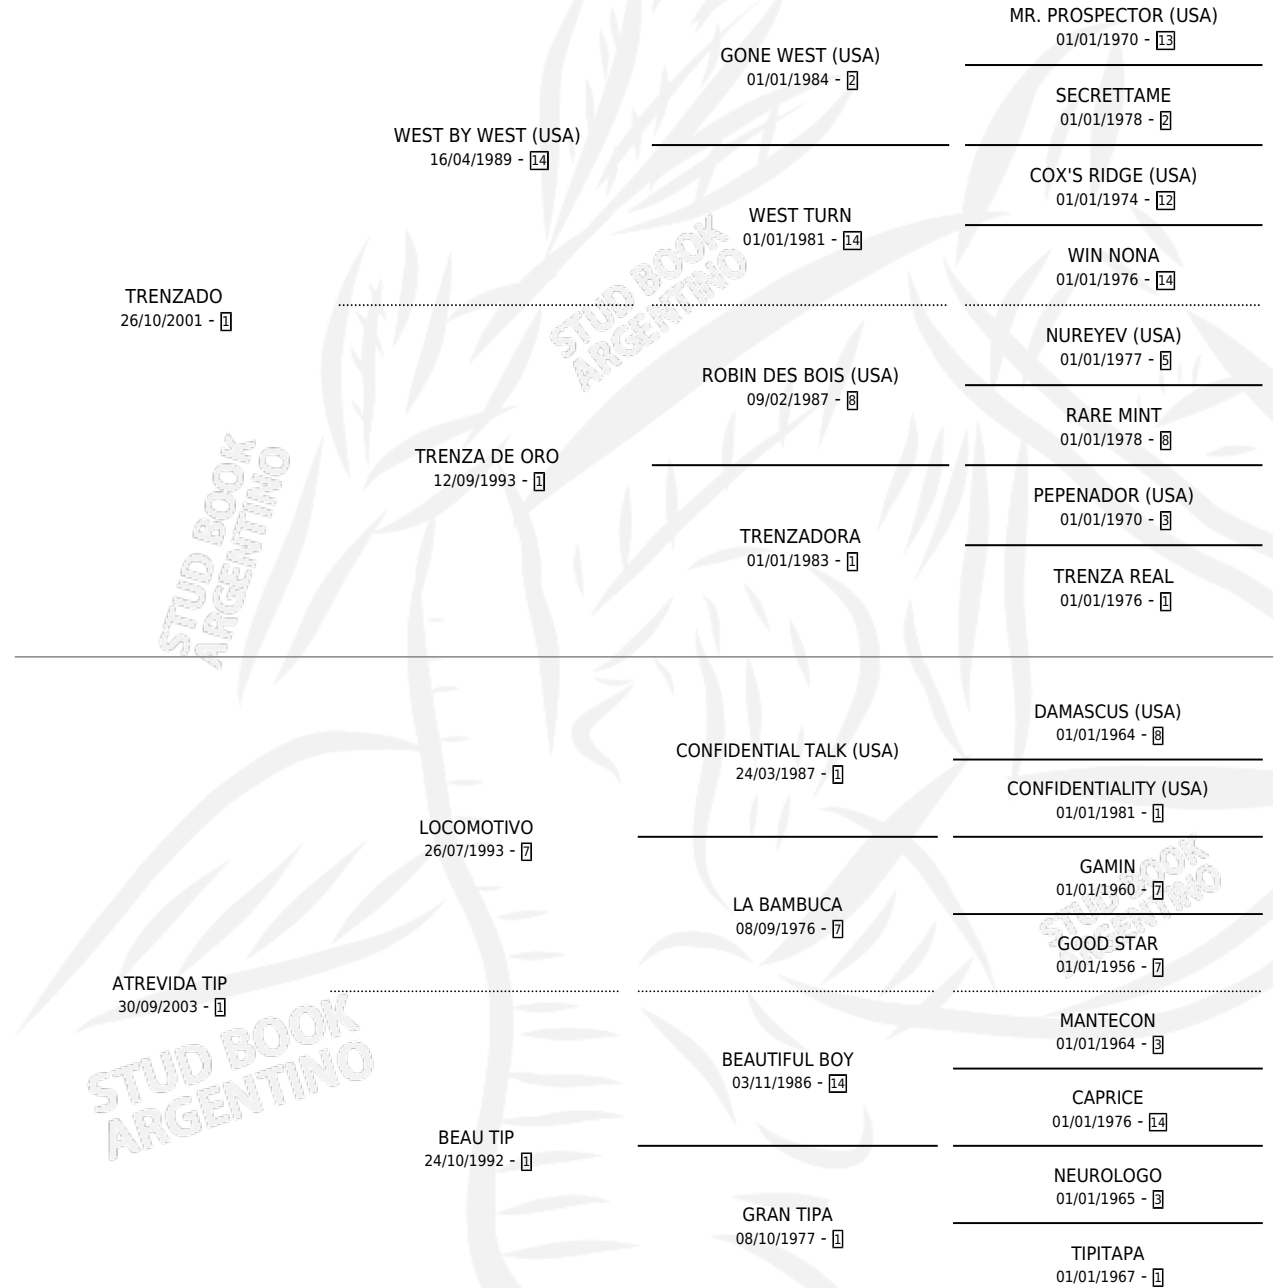 MR. PROSPECTOR (USA)
01/01/1970 - 13
GONE WEST (USA)
01/01/1984 - 2
SECRETTAME
01/01/1978 - 2
WEST BY WEST (USA)
16/04/1989 - 14
COX'S RIDGE (USA)
01/01/1974 - 12
WEST TURN
01/01/1981 - 14
WIN NONA
01/01/1976 - 14
TRENZADO
26/10/2001 - 1
NUREYEV (USA)
01/01/1977 - 5
ROBIN DES BOIS (USA)
09/02/1987 - 8
RARE MINT
01/01/1978 - 8
TRENZA DE ORO
12/09/1993 - 1
PEPENADOR (USA)
01/01/1970 - 3
TRENZADORA
01/01/1983 - 1
TRENZA REAL
01/01/1976 - 1
DAMASCUS (USA)
01/01/1964 - 8
CONFIDENTIAL TALK (USA)
24/03/1987 - 1
CONFIDENTIALITY (USA)
01/01/1981 - 1
LOCOMOTIVO
26/07/1993 - 7
GAMIN
01/01/1960 - 7
LA BAMBUCA
08/09/1976 - 7
GOOD STAR
01/01/1956 - 7
ATREVIDA TIP
30/09/2003 - 1
MANTECON
01/01/1964 - 3
BEAUTIFUL BOY
03/11/1986 - 14
CAPRICE
01/01/1976 - 14
BEAU TIP
24/10/1992 - 1
NEUROLOGO
01/01/1965 - 3
GRAN TIPA
08/10/1977 - 1
TIPITAPA
01/01/1967 - 1
STUD BOOK
ARGENTINO
STUD BOOK
ARGENTINO
STUD BOOK
ARGENTINO
STUD BOOK
ARGENTINO